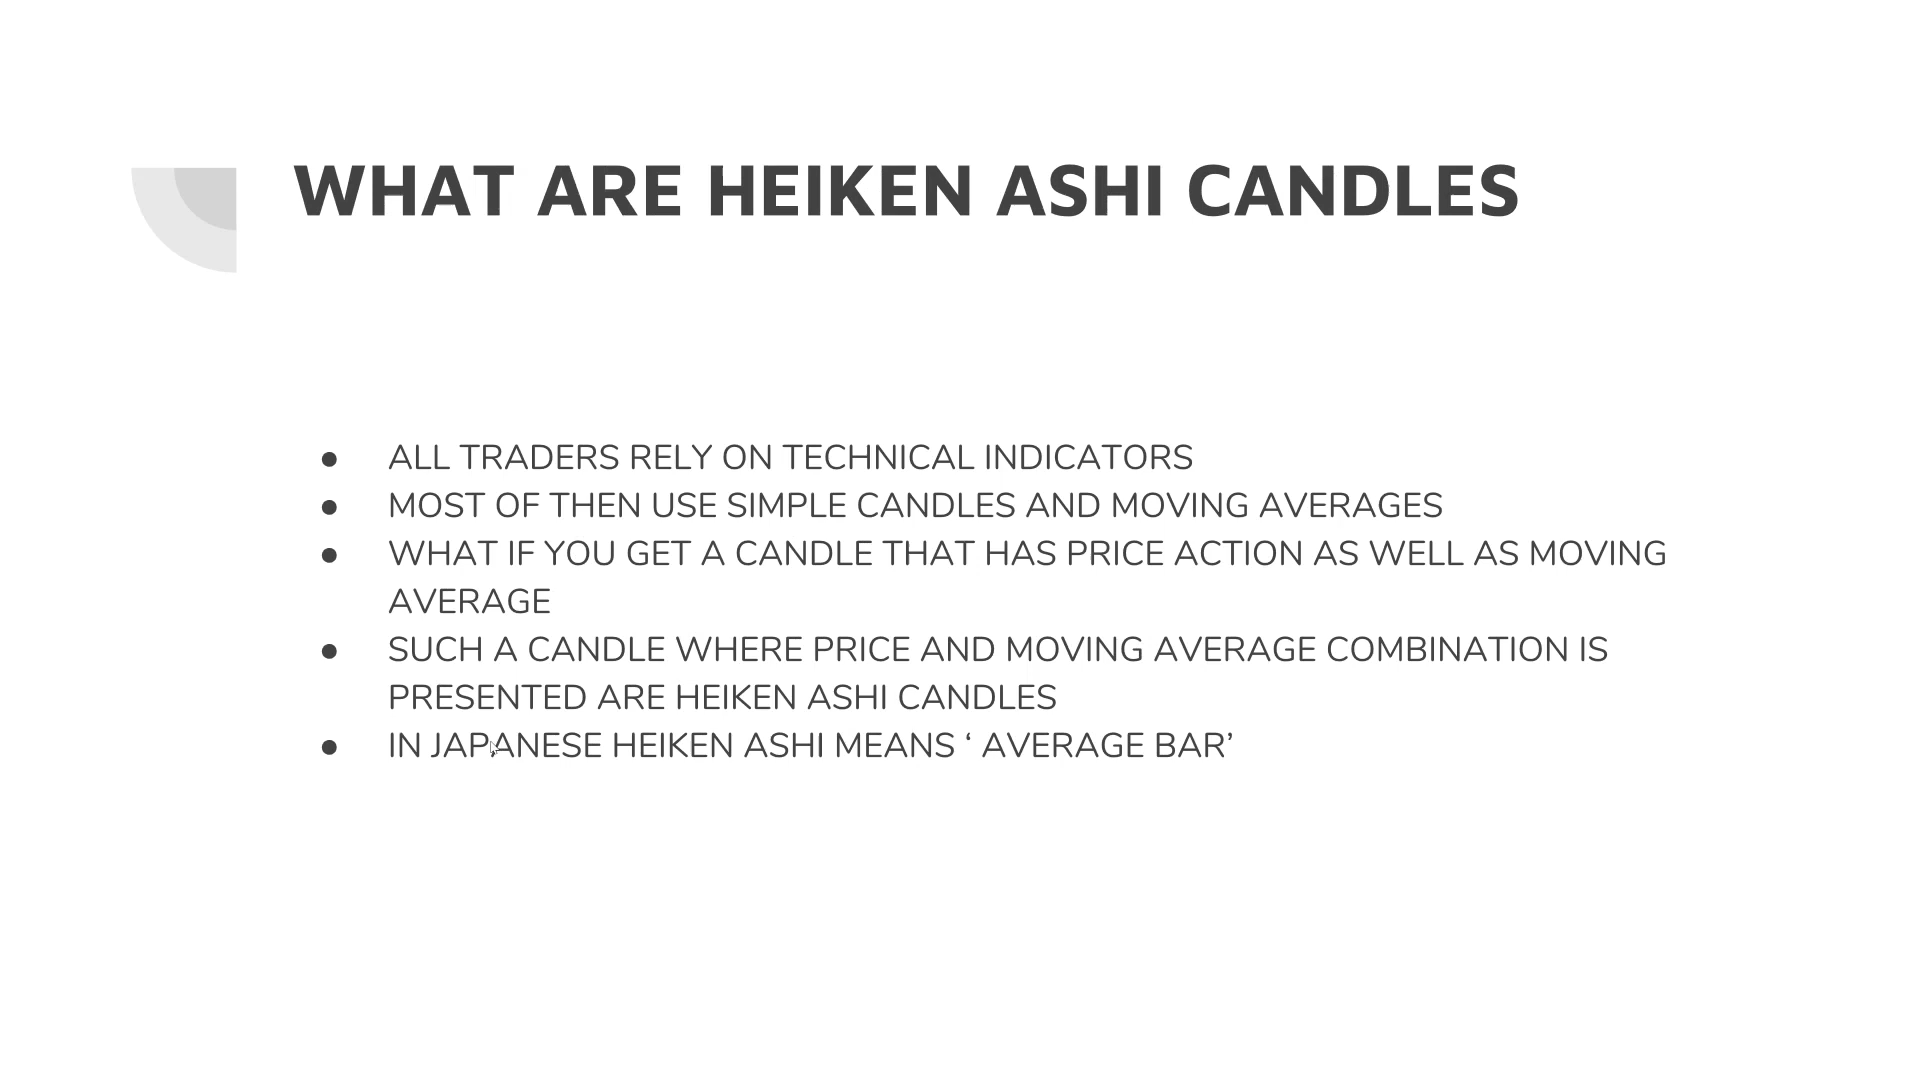 WHAT ARE HEIKEN ASHI CANDLES
● ALL TRADERS RELY ON TECHNICAL INDICATORS
● MOST OF THEN USE SIMPLE CANDLES AND MOVING AVERAGES
● WHAT IF YOU GET A CANDLE THAT HAS PRICE ACTION AS WELL AS MOVING
AVERAGE
● SUCH A CANDLE WHERE PRICE AND MOVING AVERAGE COMBINATION IS
PRESENTED ARE HEIKEN ASHI CANDLES
● IN JAPANESE HEIKEN ASHI MEANS ‘ AVERAGE BAR’